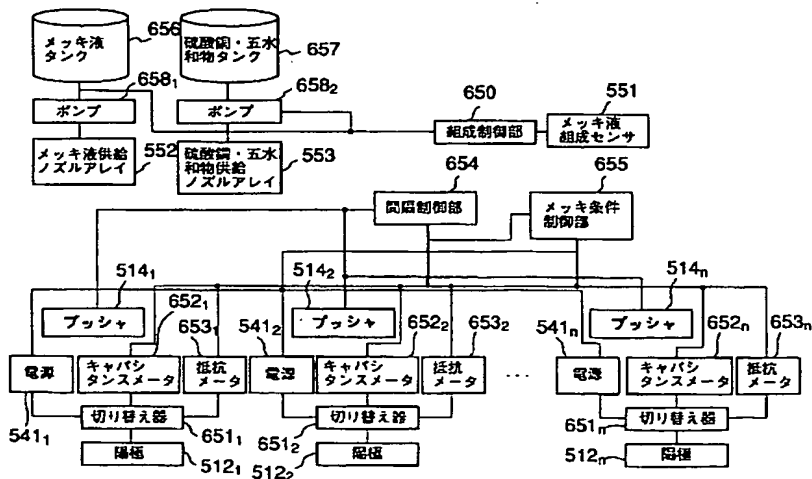 メッキ液
タンク
656
硫酸銅・五水
和物タンク
657
ポンプ
658₁
ポンプ
658₂
650
551
組成制御部
メッキ液
組成センサ
メッキ液供給
ノズルアレイ
552
硫酸銅・五水
和物供給
ノズルアレイ
553
654
655
間隔制御部
メッキ条件
制御部
514₁
514₂
514ₙ
652₁
プッシャ
プッシャ
プッシャ
653₁
541₂
652₂
653₂
541ₙ
652ₙ
653ₙ
電源
キャパシ
タンスメータ
抵抗
メータ
電源
キャパシ
タンスメータ
抵抗
メータ
...
電源
キャパシ
タンスメータ
抵抗
メータ
541₁
切り替え器
651₁
651₂
切り替え器
651ₙ
切り替え器
陽極
512₁
512₂
陽極
512ₙ
陽極